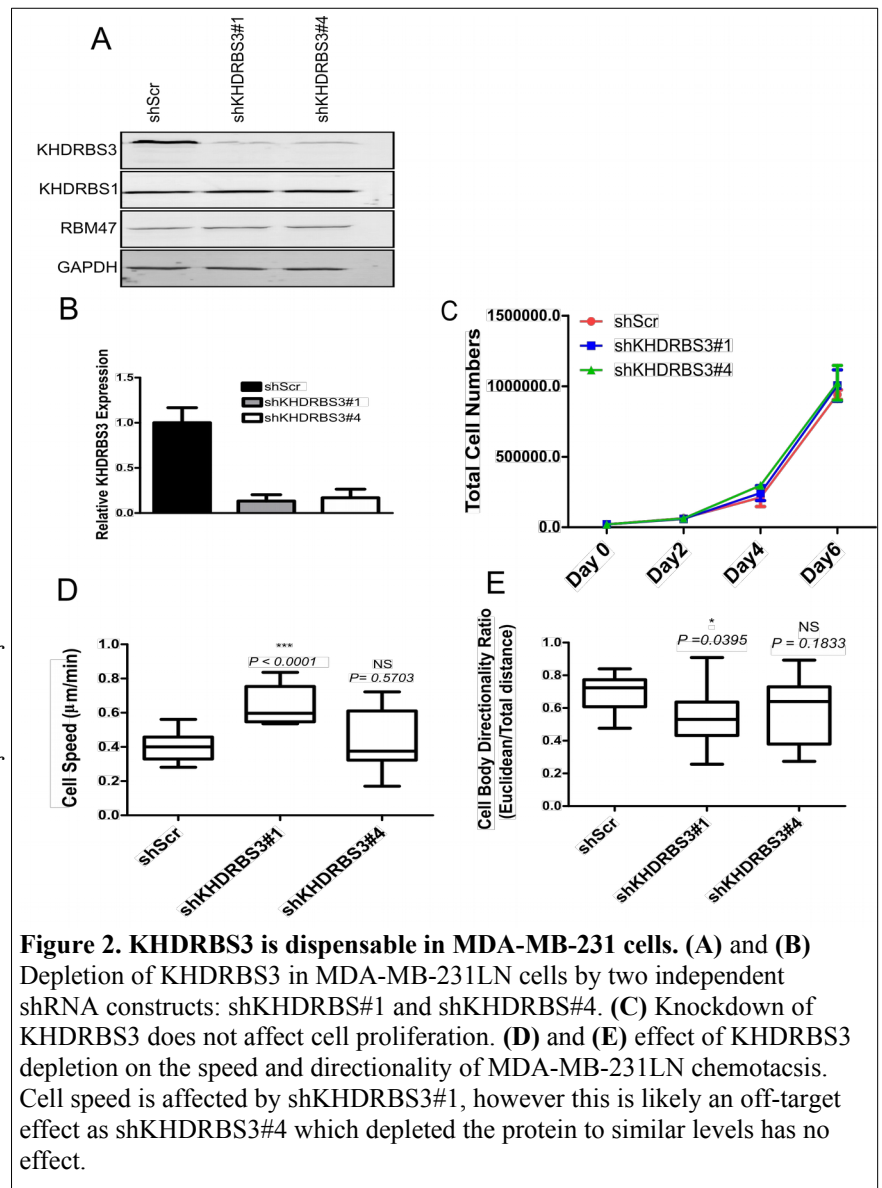 A
shScr
shKHDRBS3#1
shKHDRBS3#4
KHDRBS3
KHDRBS1
RBM47
GAPDH
B
Relative KHDRBS3 Expression
1.5
1.0
0.5
0.0
shScr
shKHDRBS3#1
shKHDRBS3#4
C
Total Cell Numbers
1500000.0
1000000.0
500000.0
0.0
shScr
shKHDRBS3#1
shKHDRBS3#4
Day 0
Day2
Day4
Day6
D
Cell Speed (µm/min)
1.0
0.8
0.6
0.4
0.2
0.0
***
P < 0.0001
NS
P= 0.5703
shScr
shKHDRBS3#1
shKHDRBS3#4
E
Cell Body Directionality Ratio
(Euclidean/Total distance)
1.0
0.8
0.6
0.4
0.2
0.0
*
P =0.0395
NS
P = 0.1833
shScr
shKHDRBS3#1
shKHDRBS3#4
Figure 2. KHDRBS3 is dispensable in MDA-MB-231 cells. (A) and (B)
Depletion of KHDRBS3 in MDA-MB-231LN cells by two independent
shRNA constructs: shKHDRBS#1 and shKHDRBS#4. (C) Knockdown of
KHDRBS3 does not affect cell proliferation. (D) and (E) effect of KHDRBS3
depletion on the speed and directionality of MDA-MB-231LN chemotacsis.
Cell speed is affected by shKHDRBS3#1, however this is likely an off-target
effect as shKHDRBS3#4 which depleted the protein to similar levels has no
effect.